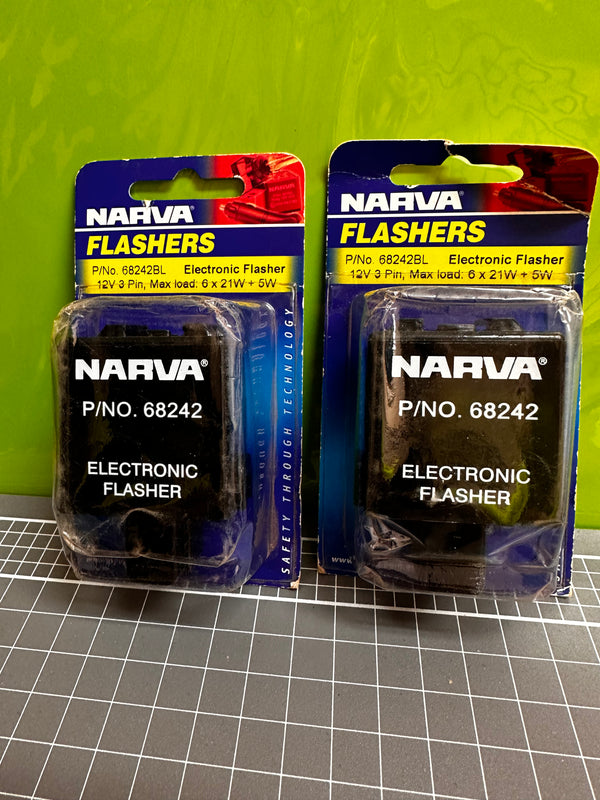 NARVA®
FLASHERS
P/No. 68242BL Electronic Flasher
12V 3 Pin, Max load: 6 x 21W + 5W
NARVA®
P/NO. 68242
ELECTRONIC
FLASHER
SAFETY THROUGH TECHNOLOGY
NARVA®
FLASHERS
P/No. 68242BL Electronic Flasher
12V 3 Pin, Max load: 6 x 21W + 5W
NARVA®
P/NO. 68242
ELECTRONIC
FLASHER
www.